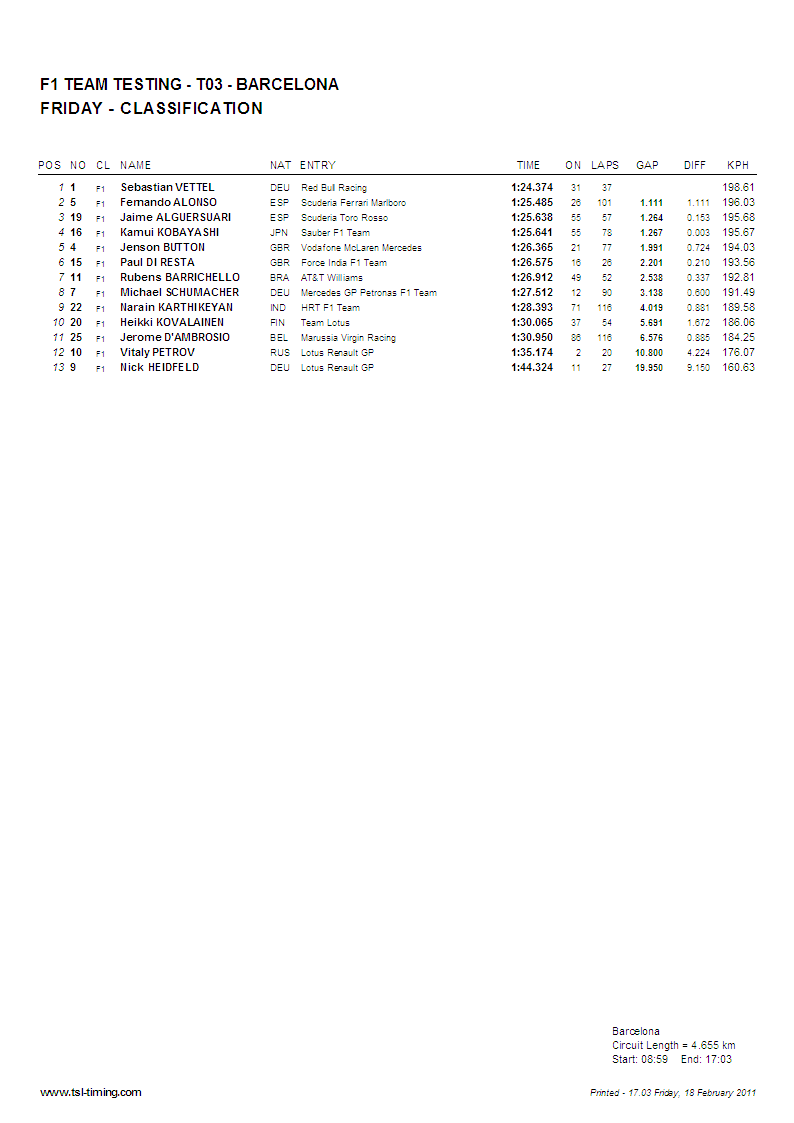 F1 TEAM TESTING - T03 - BARCELONA
FRIDAY - CLASSIFICATION
POS NO CL NAME NAT ENTRY TIME ON LAPS GAP DIFF KPH
1 1 F1 Sebastian VETTEL DEU Red Bull Racing 1:24.374 31 37 198.61
2 5 F1 Fernando ALONSO ESP Scuderia Ferrari Marlboro 1:25.485 26 101 1.111 1.111 196.03
3 19 F1 Jaime ALGUERSUARI ESP Scuderia Toro Rosso 1:25.638 55 57 1.264 0.153 195.68
4 16 F1 Kamui KOBAYASHI JPN Sauber F1 Team 1:25.641 55 78 1.267 0.003 195.67
5 4 F1 Jenson BUTTON GBR Vodafone McLaren Mercedes 1:26.365 21 77 1.991 0.724 194.03
6 15 F1 Paul DI RESTA GBR Force India F1 Team 1:26.575 16 26 2.201 0.210 193.56
7 11 F1 Rubens BARRICHELLO BRA AT&T Williams 1:26.912 49 52 2.538 0.337 192.81
8 7 F1 Michael SCHUMACHER DEU Mercedes GP Petronas F1 Team 1:27.512 12 90 3.138 0.600 191.49
9 22 F1 Narain KARTHIKEYAN IND HRT F1 Team 1:28.393 71 116 4.019 0.881 189.58
10 20 F1 Heikki KOVALAINEN FIN Team Lotus 1:30.065 37 54 5.691 1.672 186.06
11 25 F1 Jerome D'AMBROSIO BEL Marussia Virgin Racing 1:30.950 86 116 6.576 0.885 184.25
12 10 F1 Vitaly PETROV RUS Lotus Renault GP 1:35.174 2 20 10.800 4.224 176.07
13 9 F1 Nick HEIDFELD DEU Lotus Renault GP 1:44.324 11 27 19.950 9.150 160.63
Barcelona
Circuit Length = 4.655 km
Start: 08:59 End: 17:03
www.tsl-timing.com Printed - 17.03 Friday, 18 February 2011